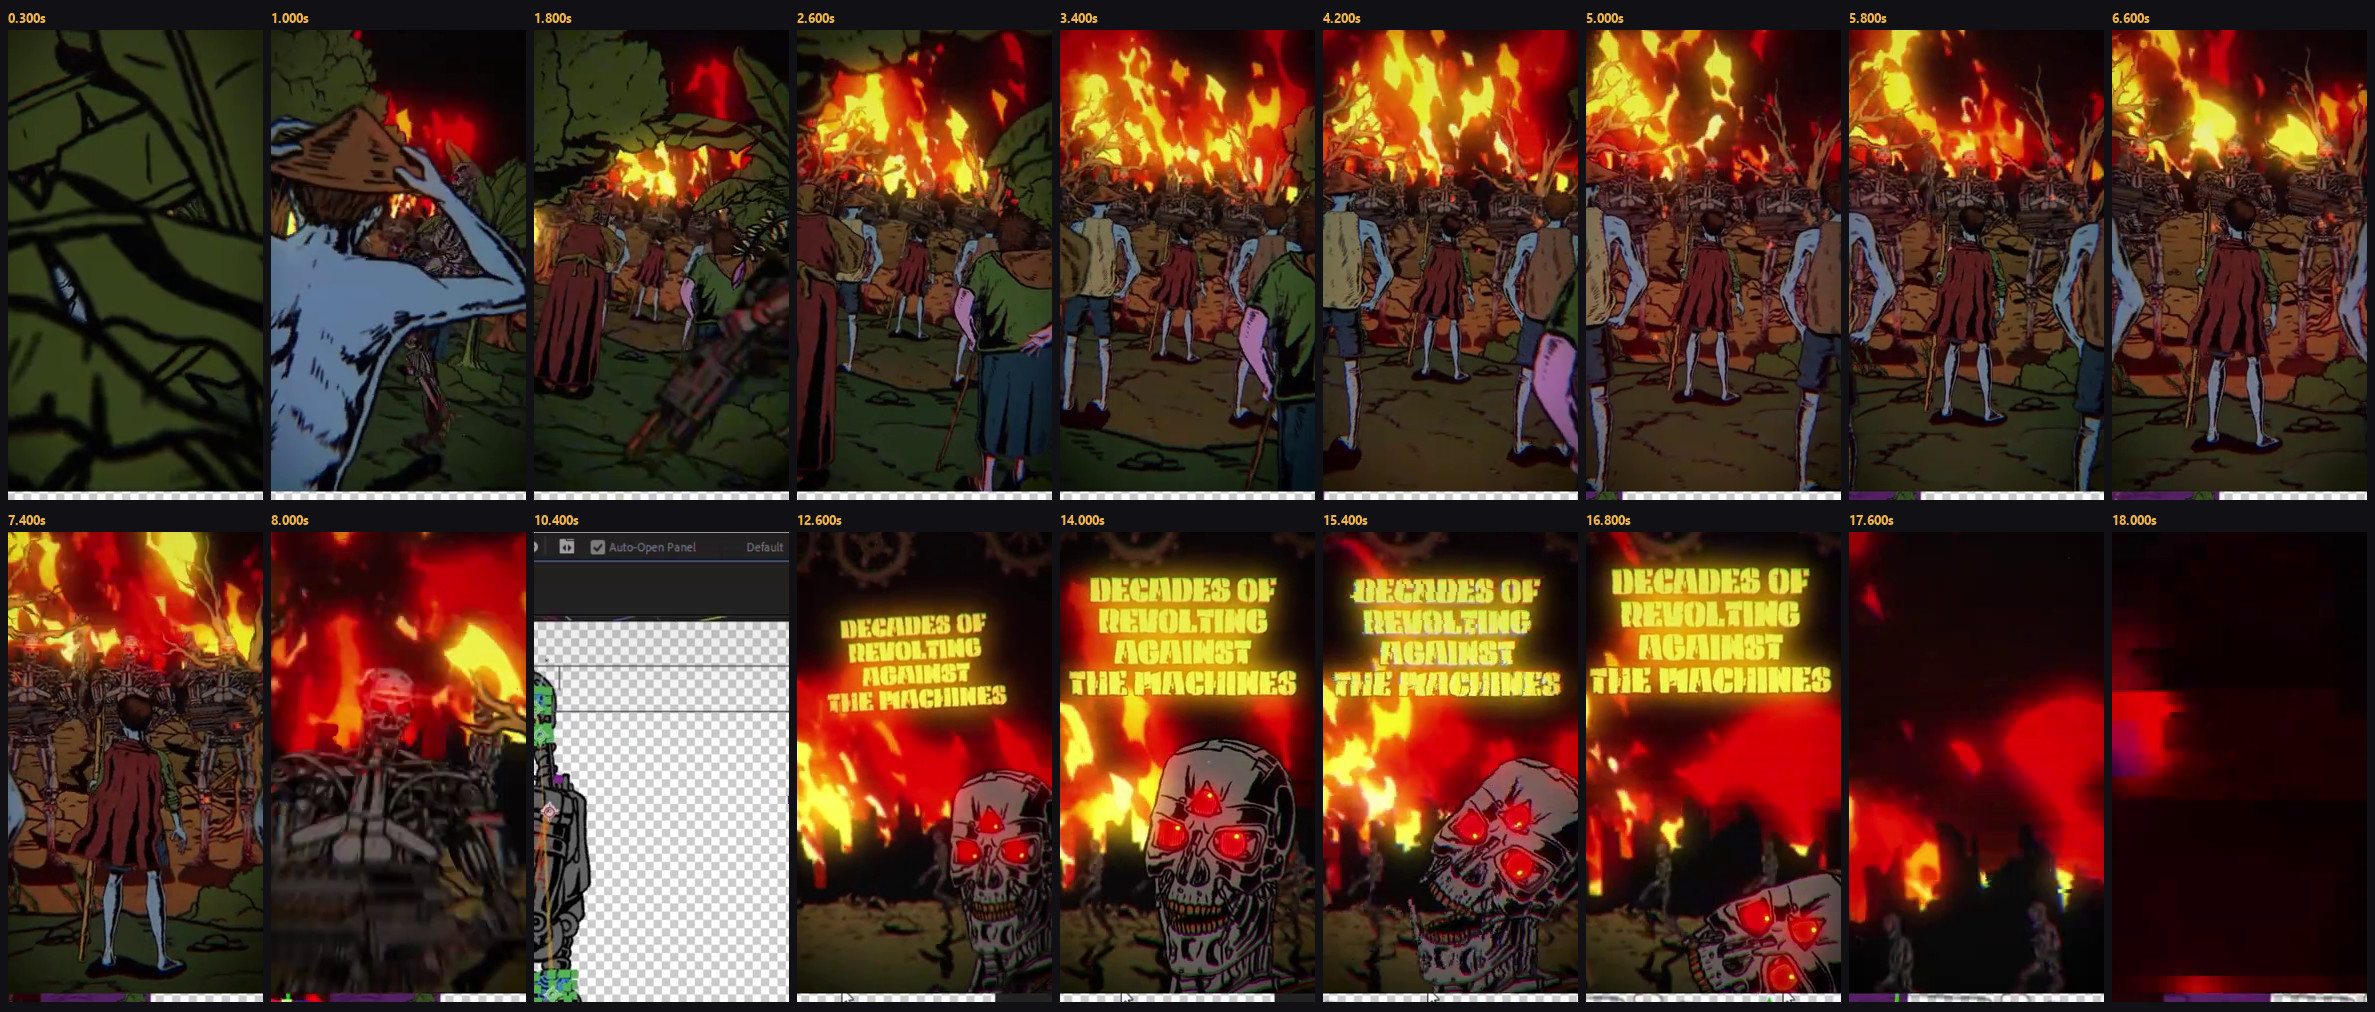 0.300s
1.000s
1.800s
2.600s
3.400s
4.200s
5.000s
5.800s
6.600s
7.400s
8.000s
10.400s
Auto-Open Panel Default
12.600s
DECADES OF
REVOLTING
AGAINST
THE MACHINES
14.000s
DECADES OF
REVOLTING
AGAINST
THE MACHINES
15.400s
DECADES OF
REVOLTING
AGAINST
THE MACHINES
16.800s
DECADES OF
REVOLTING
AGAINST
THE MACHINES
17.600s
18.000s